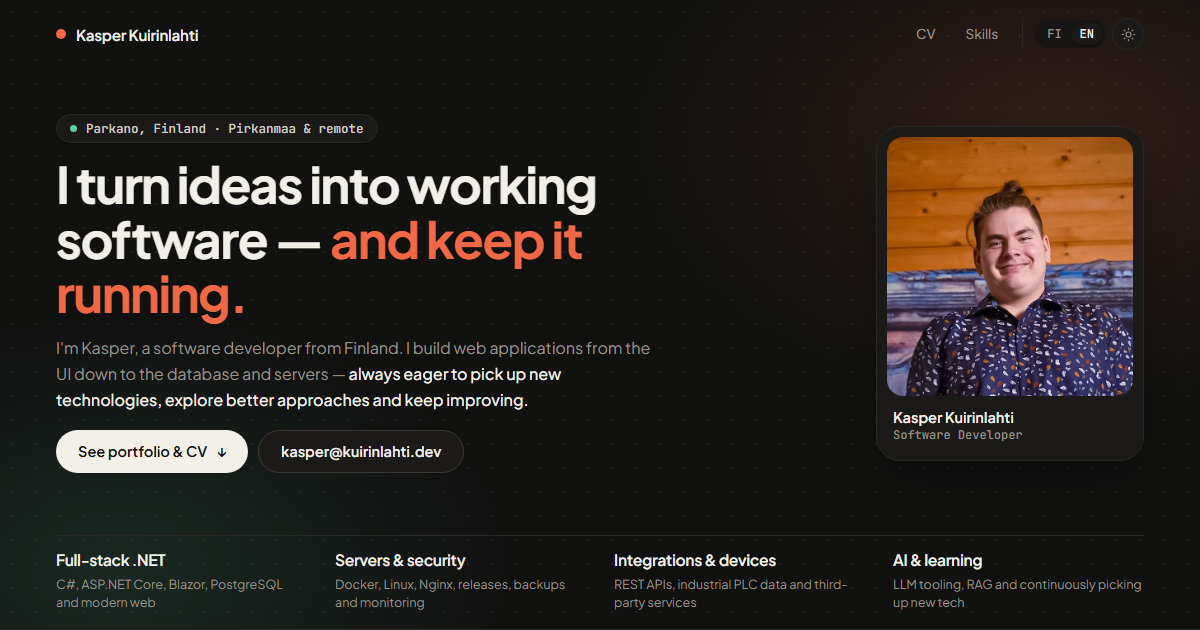 Kasper Kuirinlahti
CV
Skills
FI
EN
Parkano, Finland · Pirkanmaa & remote
I turn ideas into working
software — and keep it
running.
I'm Kasper, a software developer from Finland. I build web applications from the
UI down to the database and servers — always eager to pick up new
technologies, explore better approaches and keep improving.
See portfolio & CV ↓
kasper@kuirinlahti.dev
Kasper Kuirinlahti
Software Developer
Full-stack .NET
C#, ASP.NET Core, Blazor, PostgreSQL
and modern web
Servers & security
Docker, Linux, Nginx, releases, backups
and monitoring
Integrations & devices
REST APIs, industrial PLC data and third-
party services
AI & learning
LLM tooling, RAG and continuously picking
up new tech